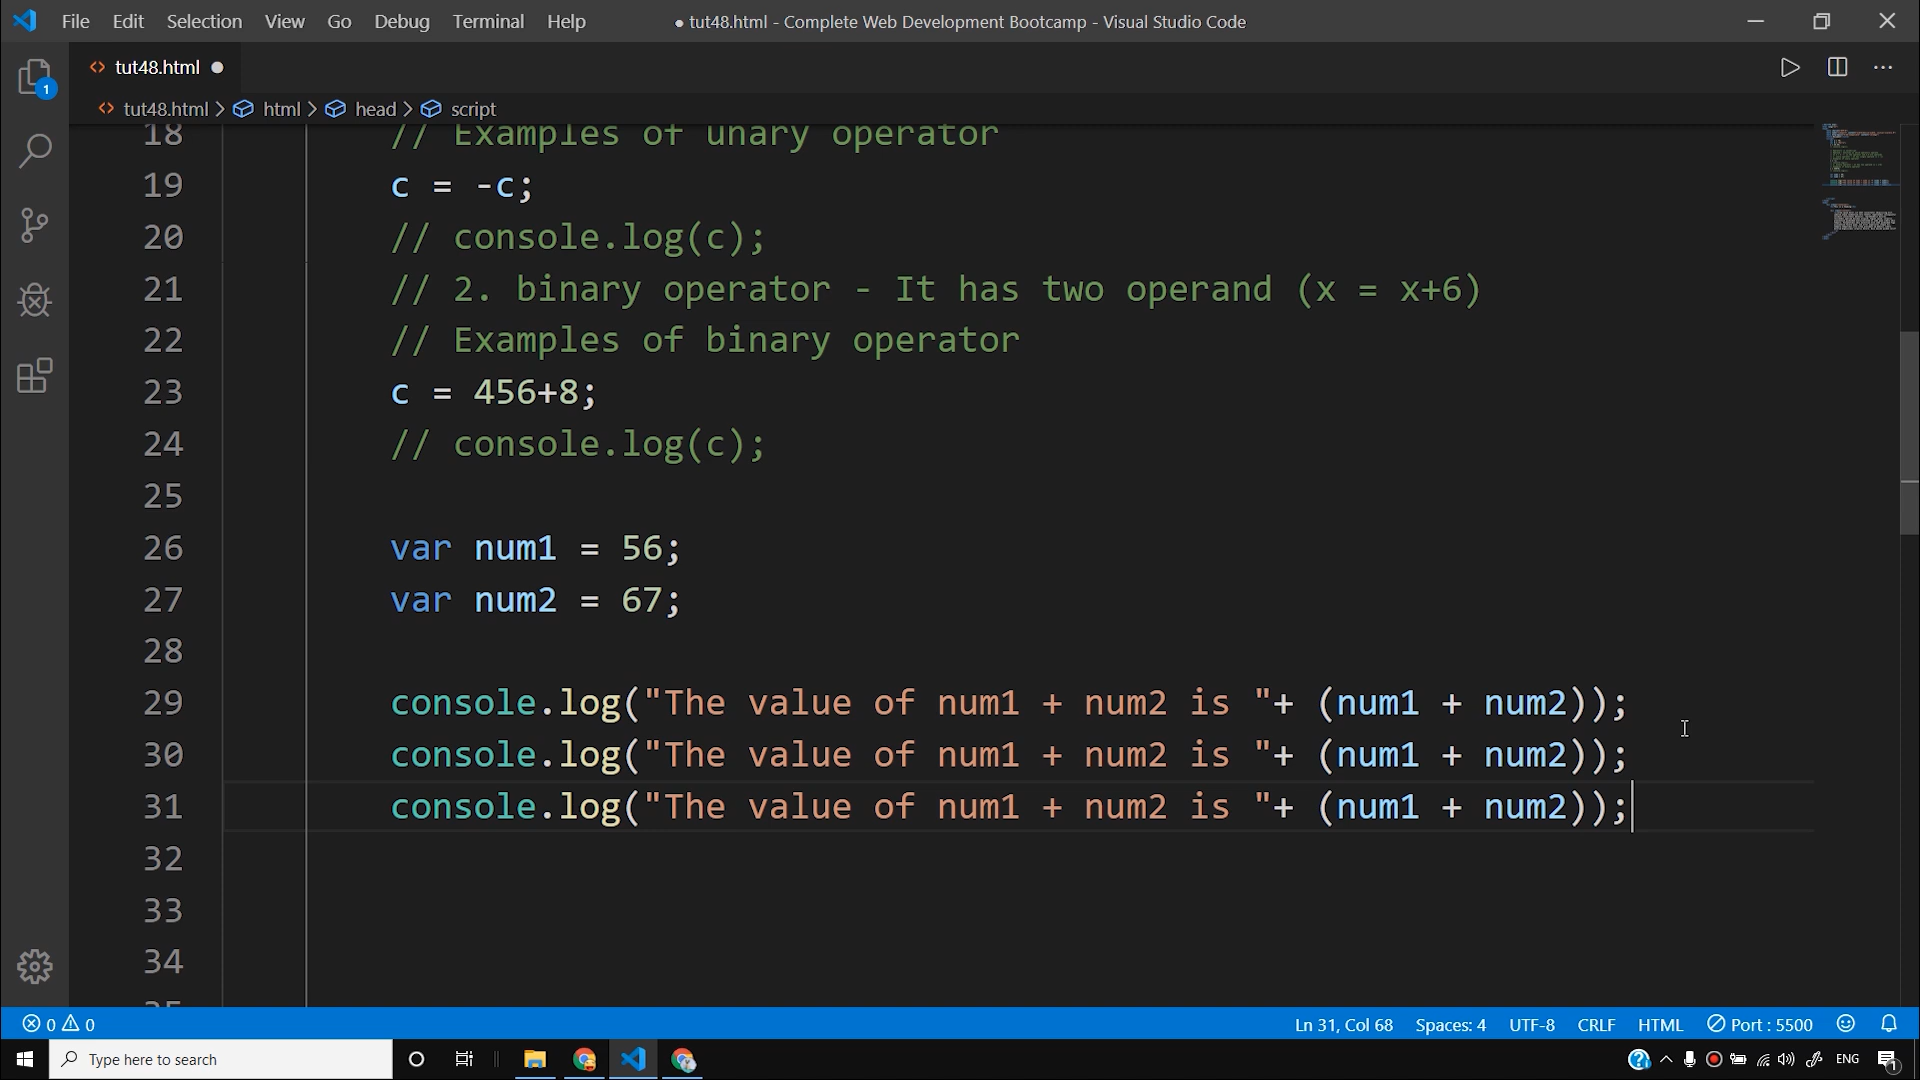 File Edit Selection View Go Debug Terminal Help
● tut48.html - Complete Web Development Bootcamp - Visual Studio Code
1
<> tut48.html ●
<> tut48.html > html > head > script
18 // Examples of unary operator
19 c = -c;
20 // console.log(c);
21 // 2. binary operator - It has two operand (x = x+6)
22 // Examples of binary operator
23 c = 456+8;
24 // console.log(c);
25
26 var num1 = 56;
27 var num2 = 67;
28
29 console.log("The value of num1 + num2 is "+ (num1 + num2));
30 console.log("The value of num1 + num2 is "+ (num1 + num2));
31 console.log("The value of num1 + num2 is "+ (num1 + num2));
32
33
34
0 0 Ln 31, Col 68 Spaces: 4 UTF-8 CRLF HTML Port : 5500
Type here to search
ENG
1